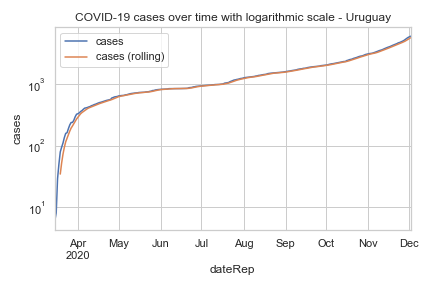 COVID-19 cases over time with logarithmic scale - Uruguay
cases
cases (rolling)
cases
10³
10²
10¹
Apr May Jun Jul Aug Sep Oct Nov Dec
2020
dateRep